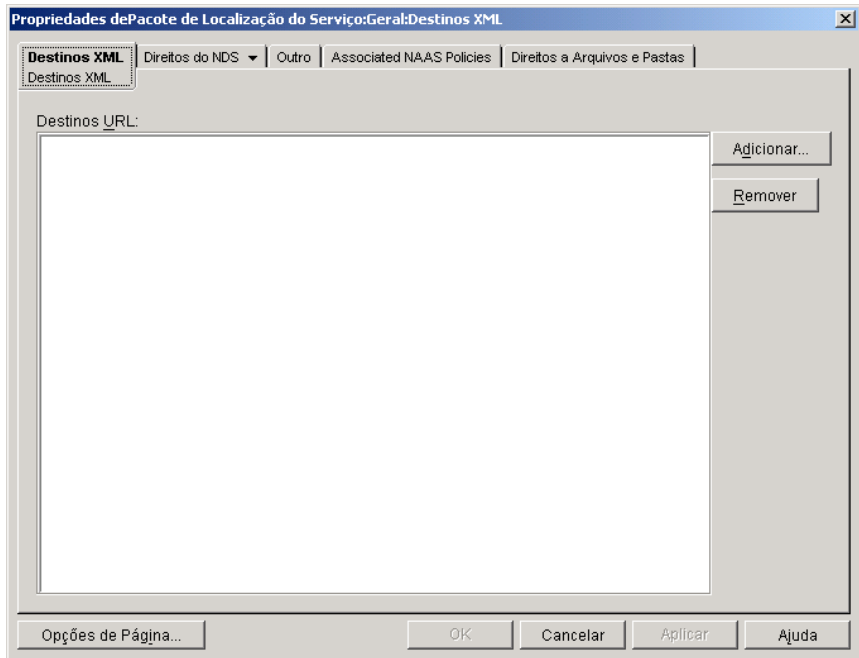 Propriedades dePacote de Localização do Serviço:Geral:Destinos XML
Destinos XML Direitos do NDS Outro Associated NAAS Policies Direitos a Arquivos e Pastas
Destinos XML
Destinos URL:
Adicionar...
Remover
Opções de Página... OK Cancelar Aplicar Ajuda